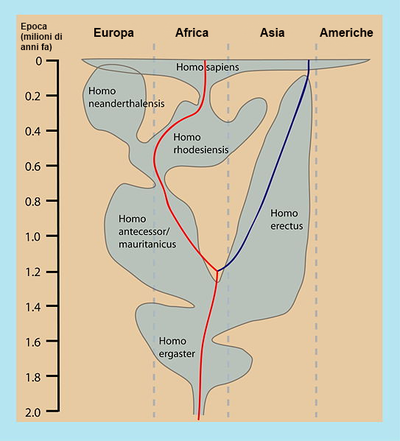 Epoca
(milioni di
anni fa)
Europa
Africa
Asia
Americhe
0
0.2
0.4
0.6
0.8
1.0
1.2
1.4
1.6
1.8
2.0
Homo sapiens
Homo
neanderthalensis
Homo
rhodesiensis
Homo
antecessor/
mauritanicus
Homo
erectus
Homo
ergaster